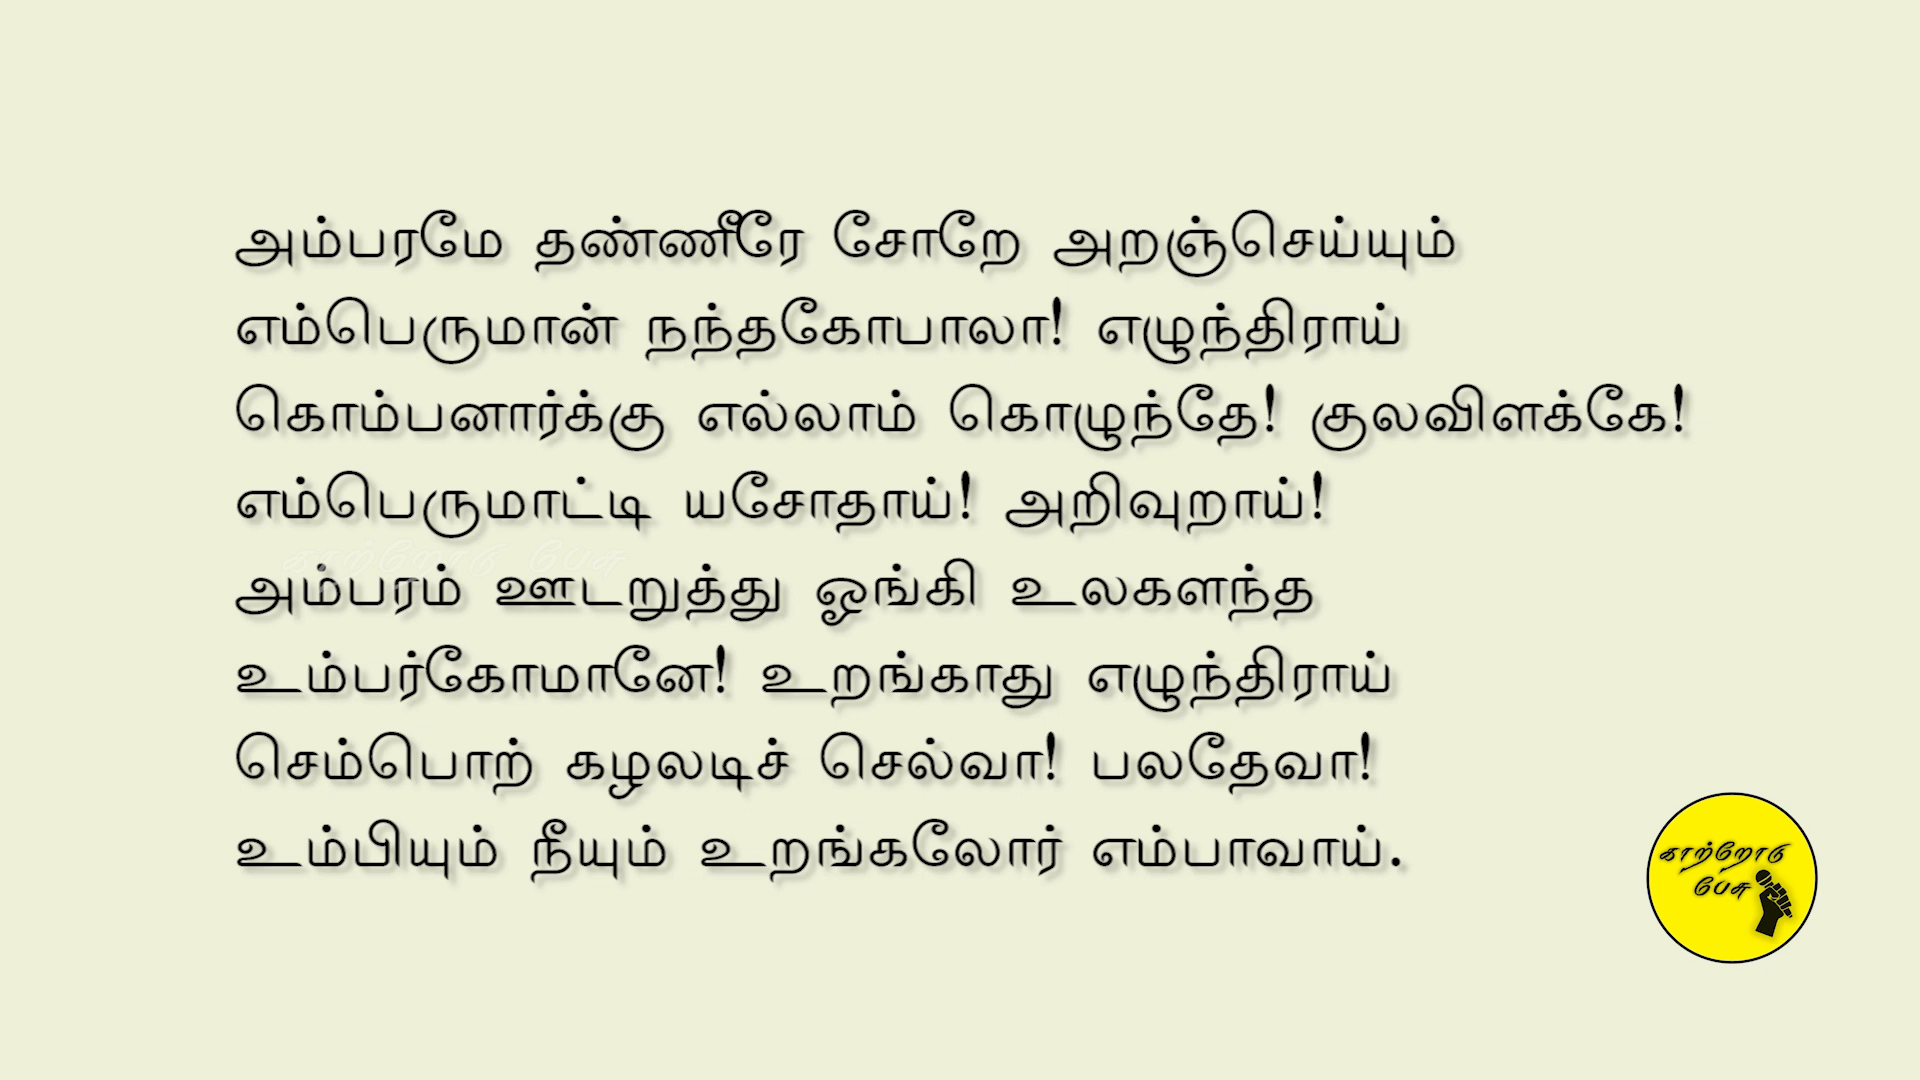 அம்பரமே தண்ணீரே சோறே அறஞ்செய்யும்
எம்பெருமான் நந்தகோபாலா! எழுந்திராய்
கொம்பனார்க்கு எல்லாம் கொழுந்தே! குலவிளக்கே!
எம்பெருமாட்டி யசோதாய்! அறிவுறாய்!
காற்றோடு பேசு
அம்பரம் ஊடறுத்து ஓங்கி உலகளந்த
உம்பர்கோமானே! உறங்காது எழுந்திராய்
செம்பொற் கழலடிச் செல்வா! பலதேவா!
உம்பியும் நீயும் உறங்கலோர் எம்பாவாய்.
காற்றோடு
பேசு